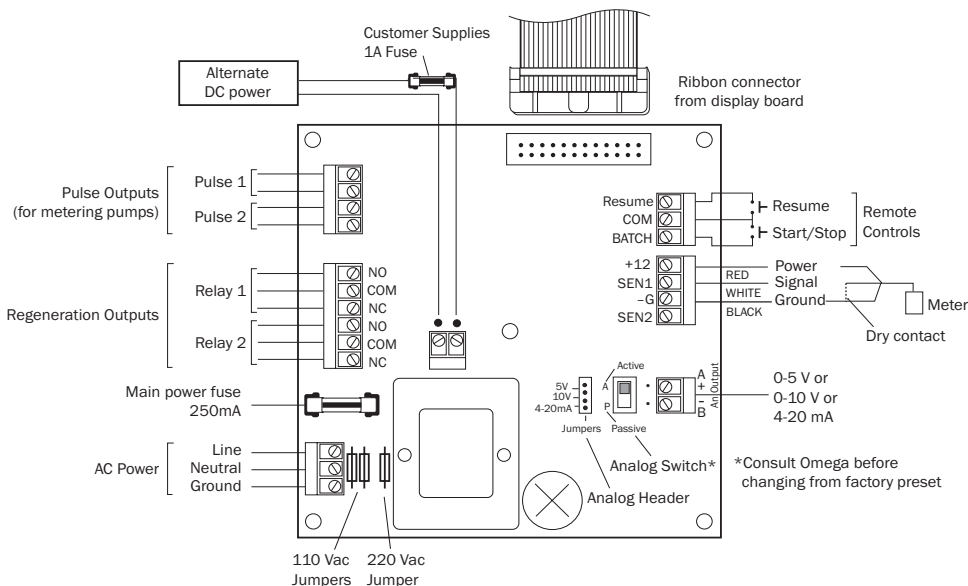 Customer Supplies
1A Fuse
Alternate
DC power
Ribbon connector
from display board
Pulse Outputs
(for metering pumps)
Pulse 1
Pulse 2
Resume
COM
BATCH
Resume
Start/Stop
Remote
Controls
+12
SEN1
–G
SEN2
RED
WHITE
BLACK
Power
Signal
Ground
Meter
Dry contact
Regeneration Outputs
Relay 1
Relay 2
NO
COM
NC
NO
COM
NC
Main power fuse
250mA
5V
10V
4-20mA
Jumpers
Active
A
P
Passive
A
+
–
B
An Output
0-5 V or
0-10 V or
4-20 mA
Analog Switch*
Analog Header
*Consult Omega before
changing from factory preset
AC Power
Line
Neutral
Ground
110 Vac
Jumpers
220 Vac
Jumper